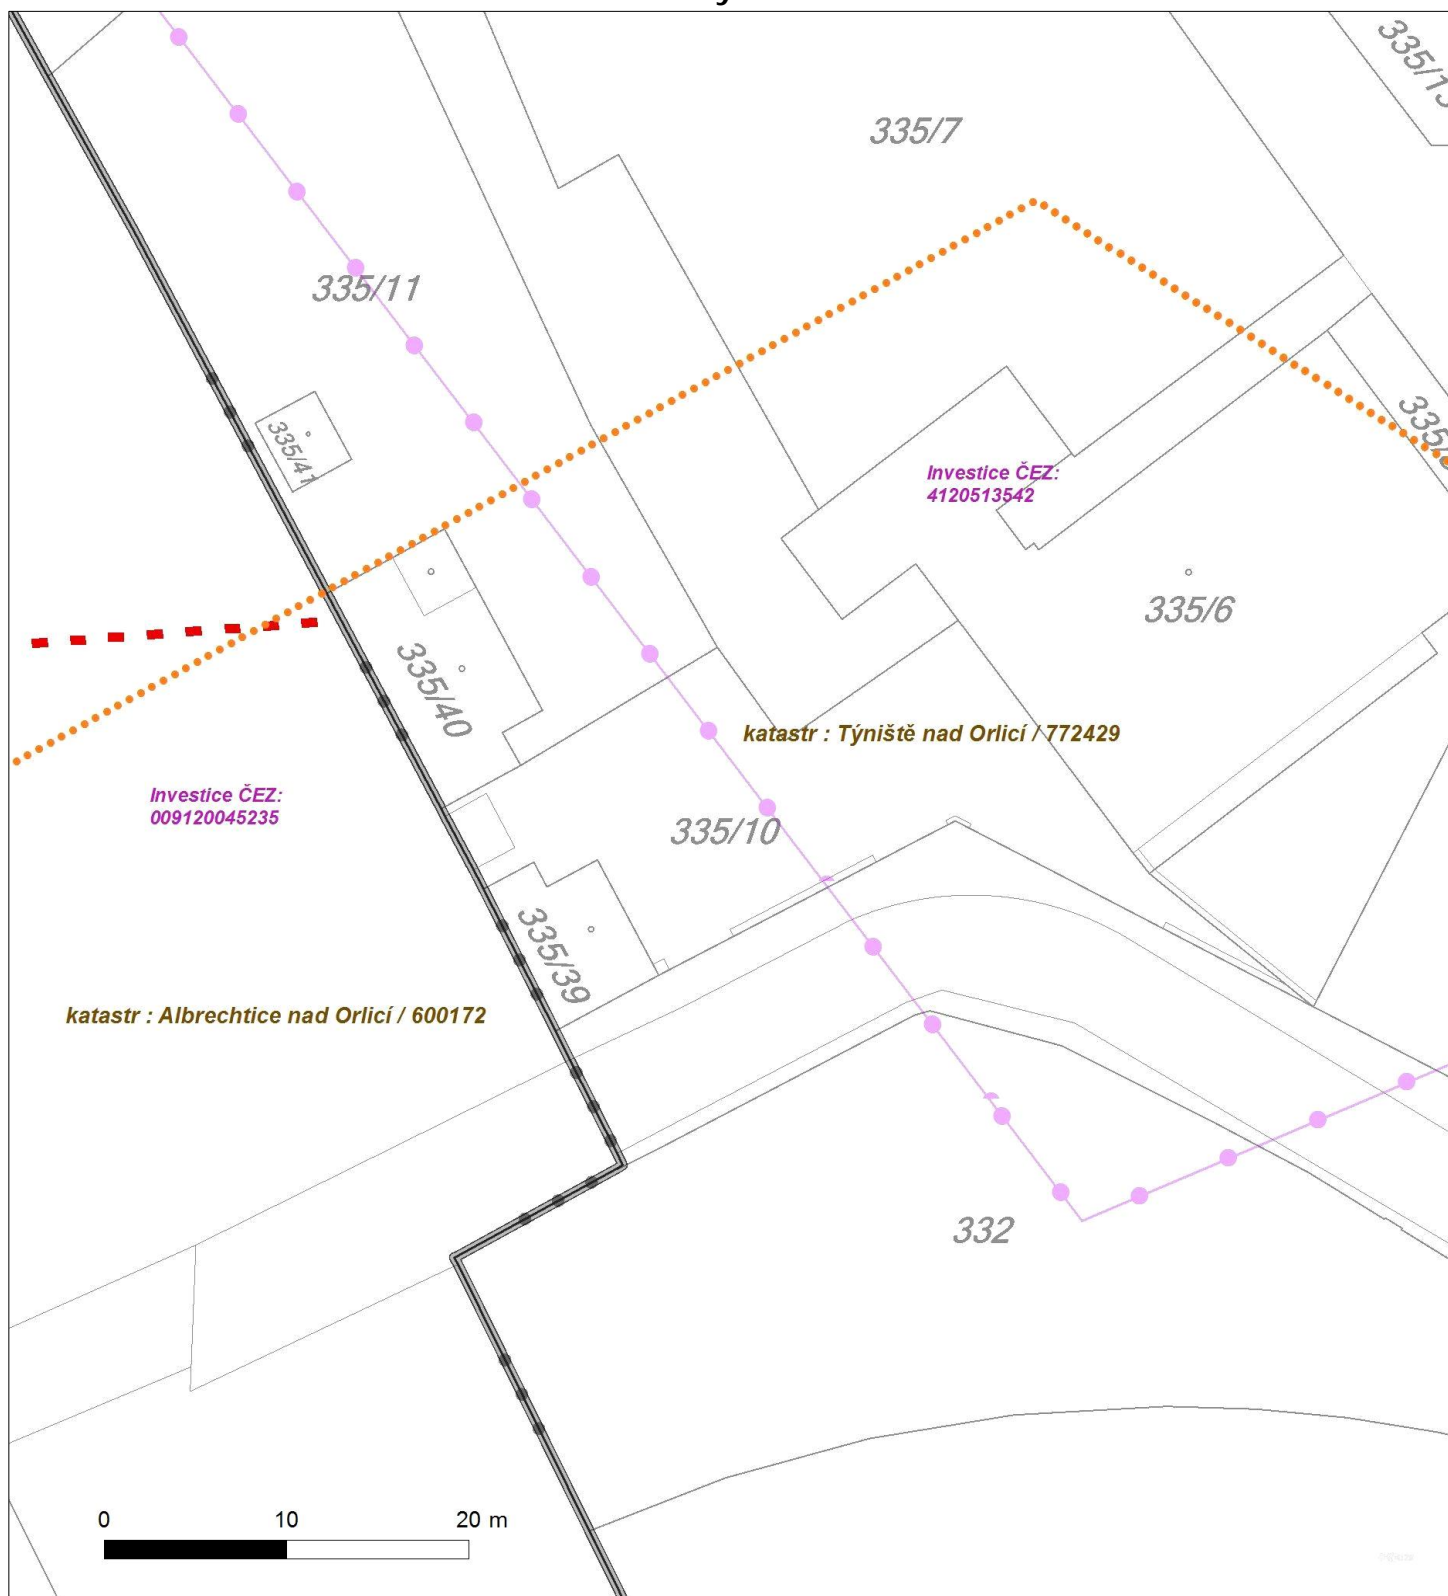 335/7
335/11
335/41
Investice ČEZ:
4120513542
335/6
335/40
katastr : Týniště nad Orlicí / 772429
Investice ČEZ:
009120045235
335/10
335/39
katastr : Albrechtice nad Orlicí / 600172
332
0 10 20 m